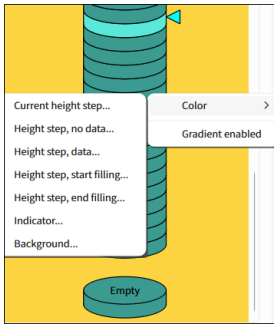 Current height step...
Height step, no data...
Height step, data...
Height step, start filling...
Height step, end filling...
Indicator...
Background...
Color
Gradient enabled
Empty